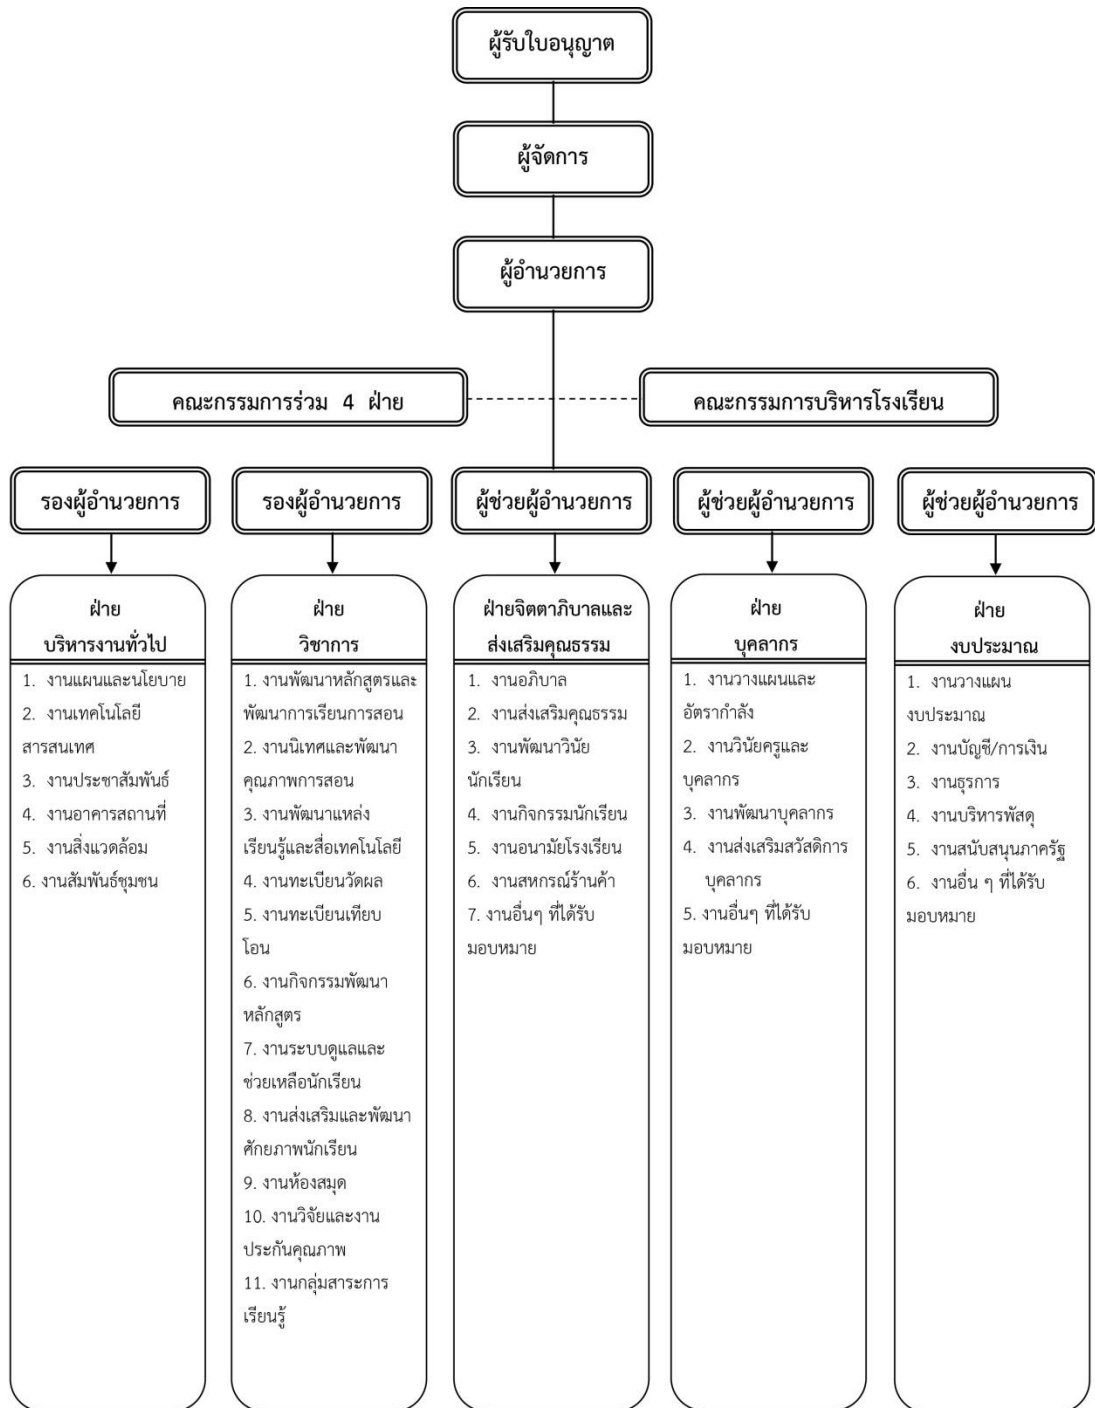 ผู้รับใบอนุญาต
ผู้จัดการ
ผู้อำนวยการ
คณะกรรมการร่วม 4 ฝ่าย
คณะกรรมการบริหารโรงเรียน
รองผู้อำนวยการ
รองผู้อำนวยการ
ผู้ช่วยผู้อำนวยการ
ผู้ช่วยผู้อำนวยการ
ผู้ช่วยผู้อำนวยการ
ฝ่าย
บริหารงานทั่วไป
1. งานแผนและนโยบาย
2. งานเทคโนโลยี
สารสนเทศ
3. งานประชาสัมพันธ์
4. งานอาคารสถานที่
5. งานสิ่งแวดล้อม
6. งานสัมพันธ์ชุมชน
ฝ่าย
วิชาการ
1. งานพัฒนาหลักสูตรและ
พัฒนาการเรียนการสอน
2. งานนิเทศและพัฒนา
คุณภาพการสอน
3. งานพัฒนาแหล่ง
เรียนรู้และสื่อเทคโนโลยี
4. งานทะเบียนวัดผล
5. งานทะเบียนเทียบ
โอน
6. งานกิจกรรมพัฒนา
หลักสูตร
7. งานระบบดูแลและ
ช่วยเหลือนักเรียน
8. งานส่งเสริมและพัฒนา
ศักยภาพนักเรียน
9. งานห้องสมุด
10. งานวิจัยและงาน
ประกันคุณภาพ
11. งานกลุ่มสาระการ
เรียนรู้
ฝ่ายจิตตาภิบาลและ
ส่งเสริมคุณธรรม
1. งานอภิบาล
2. งานส่งเสริมคุณธรรม
3. งานพัฒนาวินัย
นักเรียน
4. งานกิจกรรมนักเรียน
5. งานอนามัยโรงเรียน
6. งานสหกรณ์ร้านค้า
7. งานอื่นๆ ที่ได้รับ
มอบหมาย
ฝ่าย
บุคลากร
1. งานวางแผนและ
อัตรากำลัง
2. งานวินัยครูและ
บุคลากร
3. งานพัฒนาบุคลากร
4. งานส่งเสริมสวัสดิการ
บุคลากร
5. งานอื่นๆ ที่ได้รับ
มอบหมาย
ฝ่าย
งบประมาณ
1. งานวางแผน
งบประมาณ
2. งานบัญชี/การเงิน
3. งานธุรการ
4. งานบริหารพัสดุ
5. งานสนับสนุนภาครัฐ
6. งานอื่น ๆ ที่ได้รับ
มอบหมาย